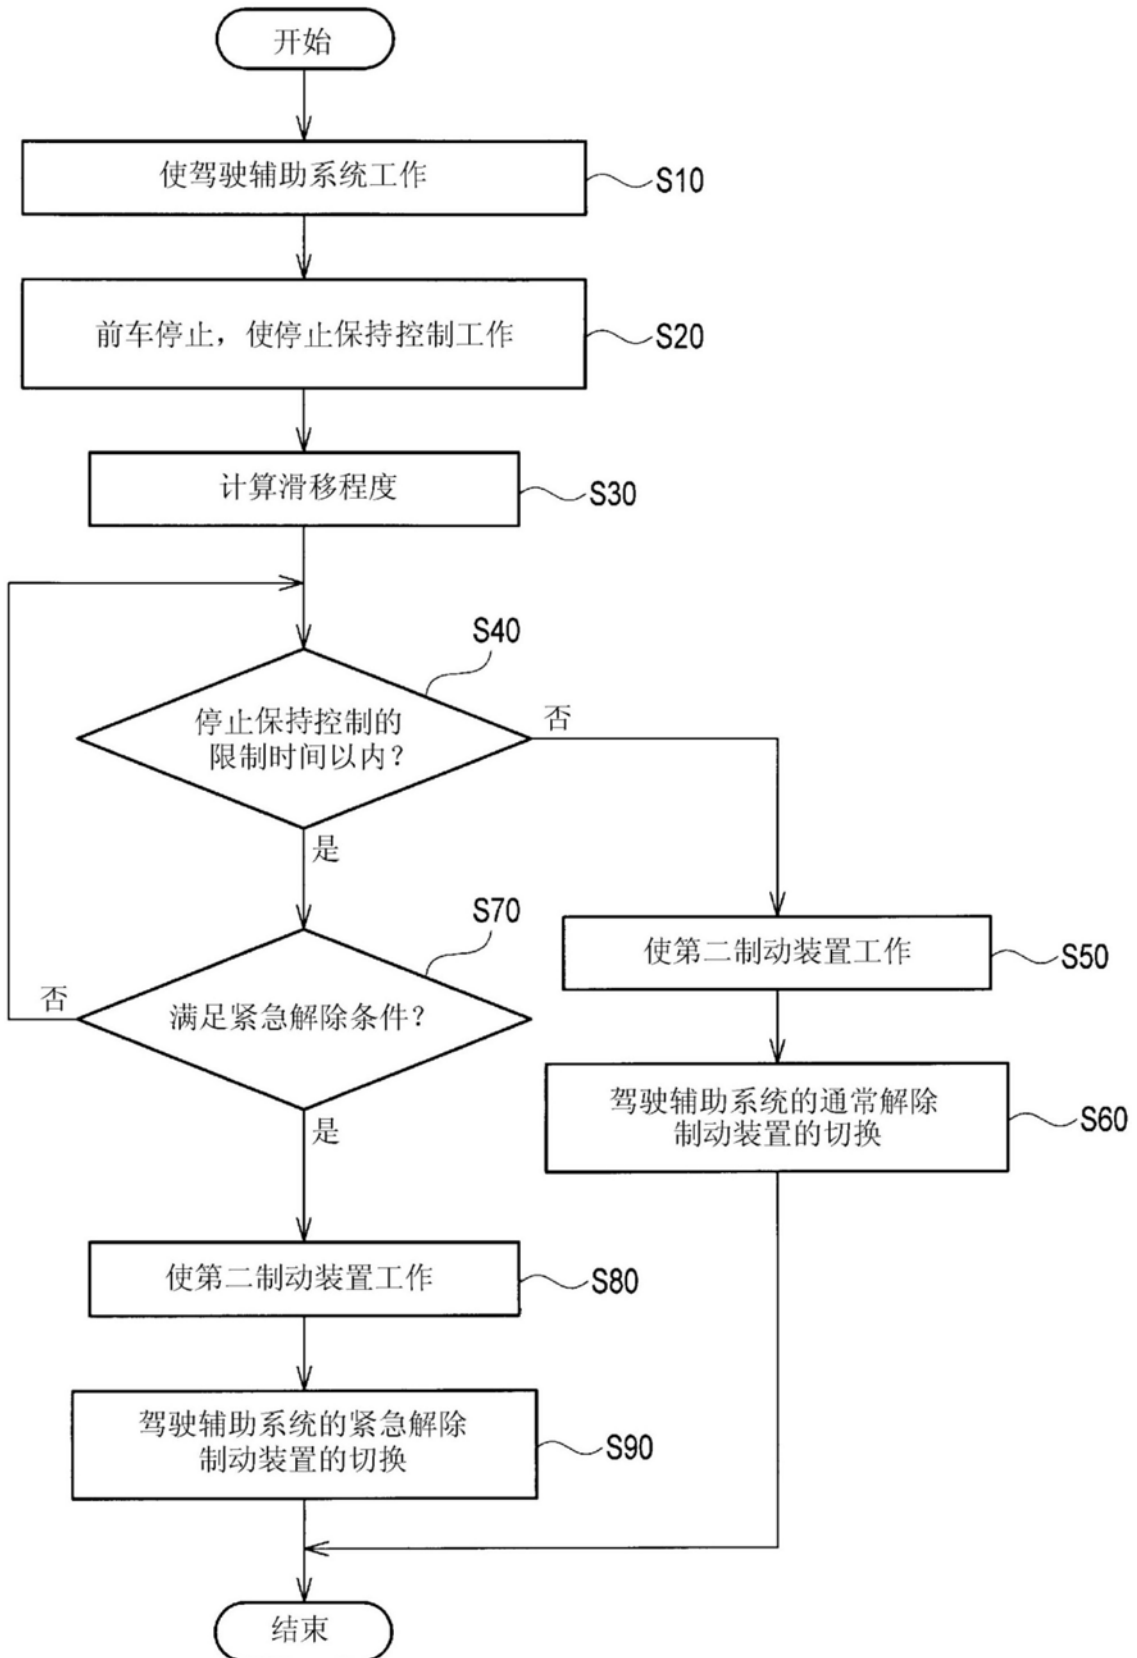 开始
使驾驶辅助系统工作
S10
前车停止，使停止保持控制工作
S20
计算滑移程度
S30
S40
停止保持控制的
限制时间以内？
否
是
S70
满足紧急解除条件？
否
是
使第二制动装置工作
S50
驾驶辅助系统的通常解除
制动装置的切换
S60
使第二制动装置工作
S80
驾驶辅助系统的紧急解除
制动装置的切换
S90
结束